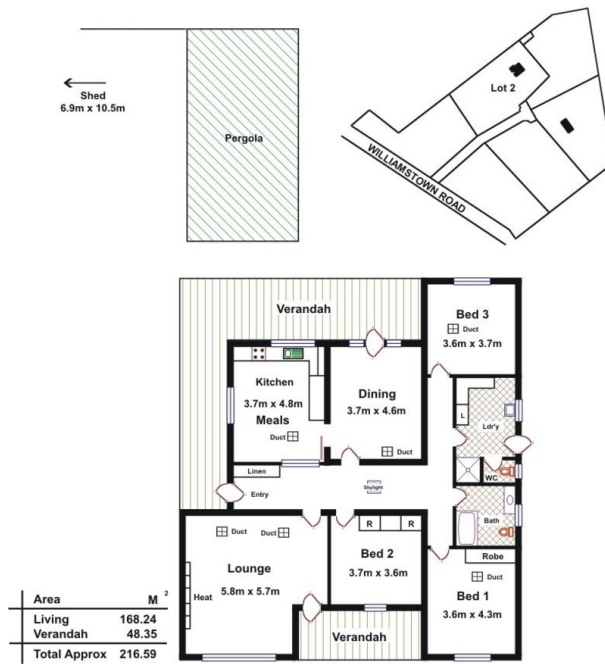 Shed
6.9m x 10.5m
Pergola
Lot 2
WILLIAMSTOWN ROAD
Verandah
Bed 3
Duct
3.6m x 3.7m
Kitchen
3.7m x 4.8m
Meals
Duct
Dining
3.7m x 4.6m
Duct
L
Ldr'y
WC
Linen
Entry
Skylight
Bath
Duct
Duct
Lounge
5.8m x 5.7m
Heat
R
R
Bed 2
3.7m x 3.6m
Robe
Duct
Bed 1
3.6m x 4.3m
Verandah
Area M 2
Living 168.24
Verandah 48.35
Total Approx 216.59